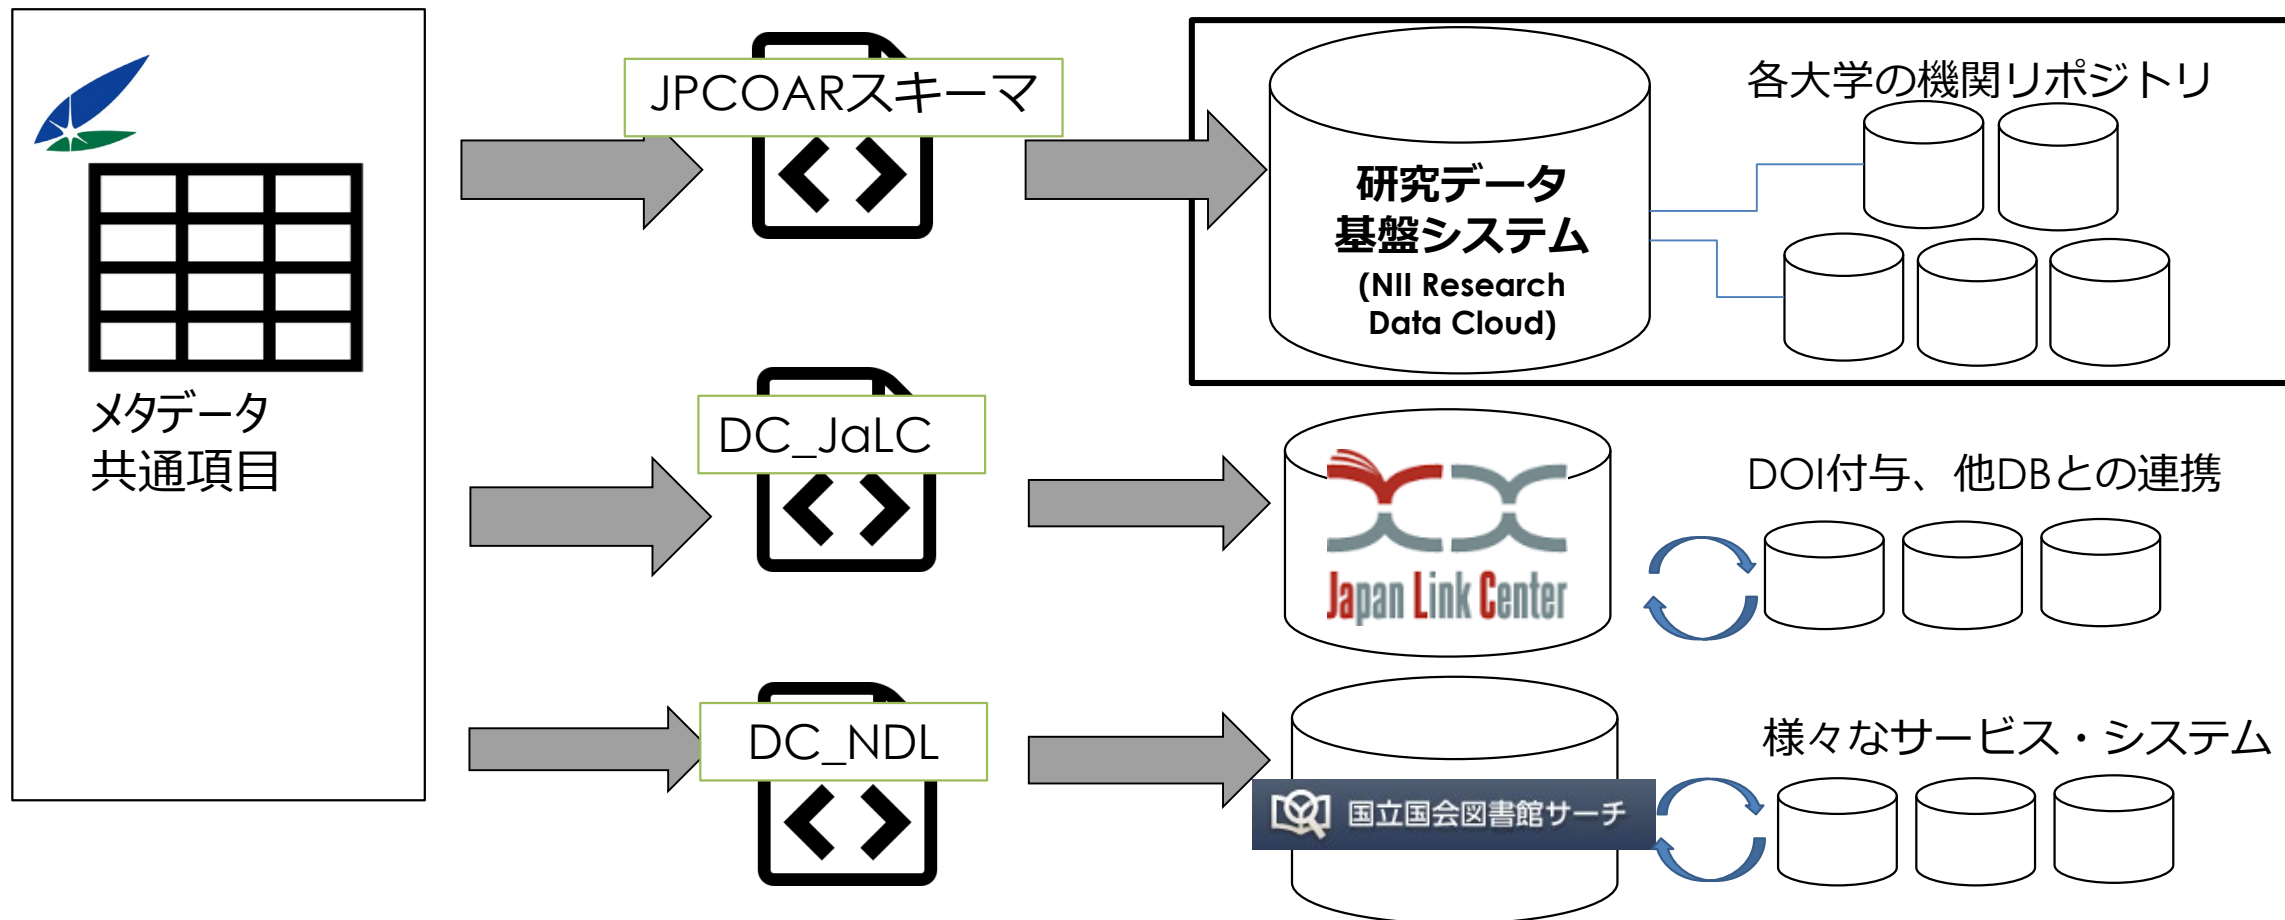 メタデータ
共通項目
JPCOARスキーマ
研究データ
基盤システム
(NII Research
Data Cloud)
各大学の機関リポジトリ
DC_JaLC
Japan Link Center
DOI付与、他DBとの連携
DC_NDL
国立国会図書館サーチ
様々なサービス・システム